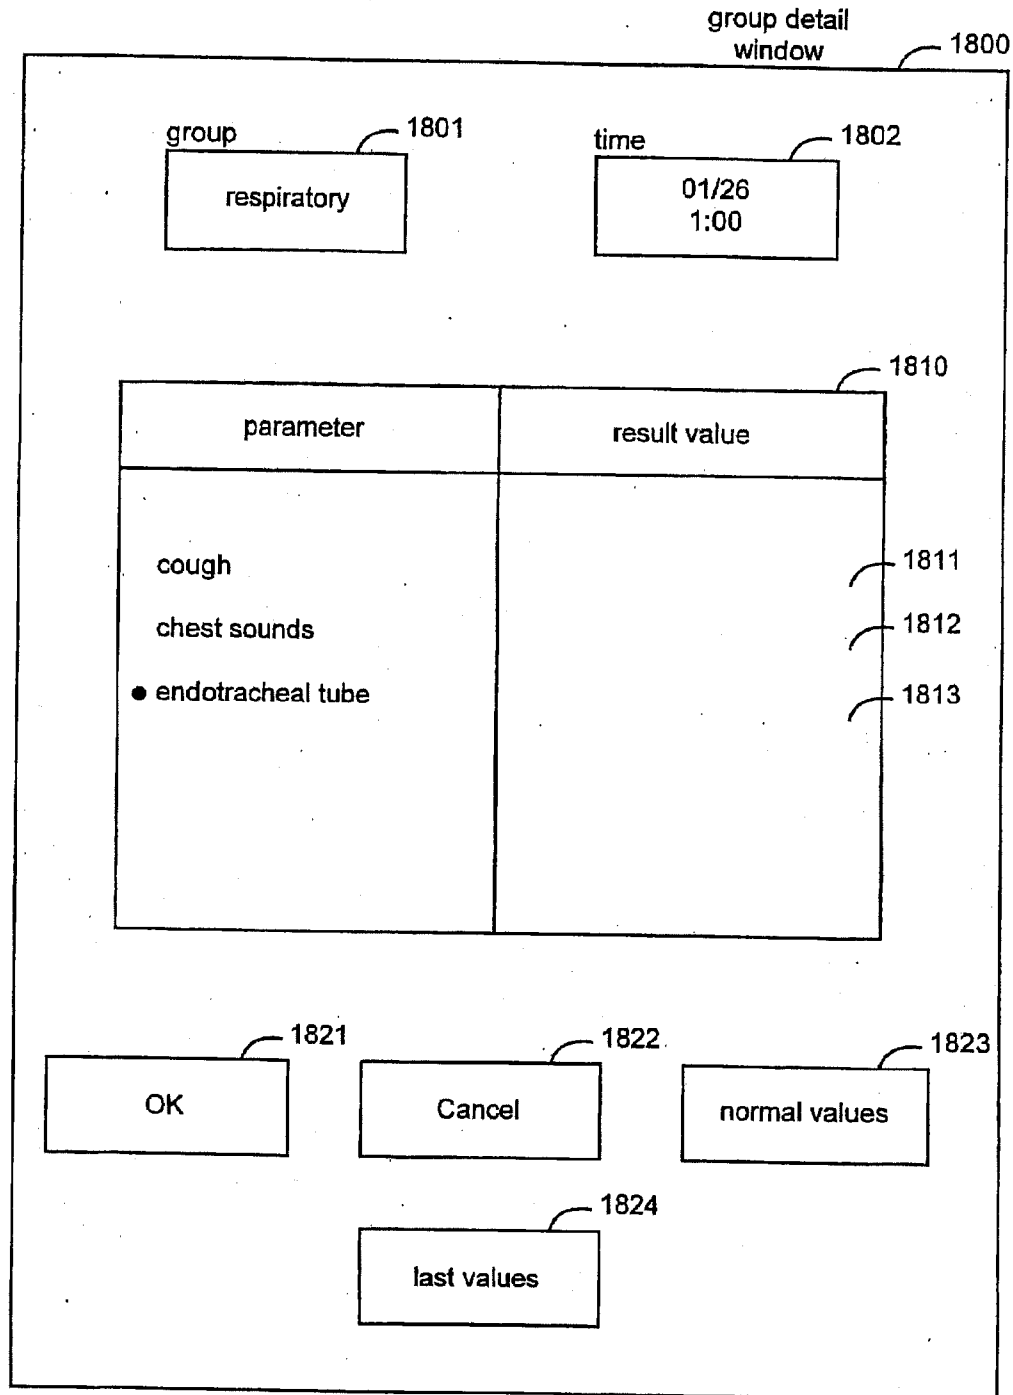 group detail
window
1800
group
1801
respiratory
time
1802
01/26
1:00
1810
parameter
result value
cough
1811
chest sounds
1812
● endotracheal tube
1813
1821
OK
1822
Cancel
1823
normal values
1824
last values